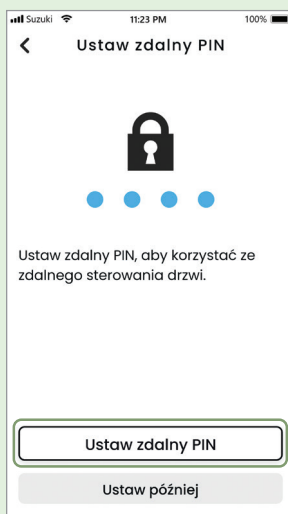 Suzuki 11:23 PM 100%
Ustaw zdalny PIN
Ustaw zdalny PIN, aby korzystać ze
zdalnego sterowania drzwi.
Ustaw zdalny PIN
Ustaw później